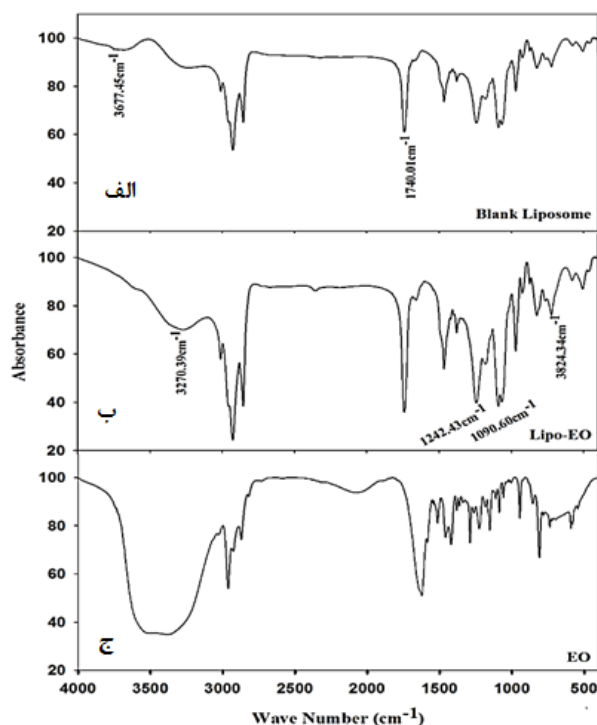 100
80
60
40
20
3677.45cm-1
1740.01cm-1
الف
Blank Liposome
100
80
60
40
20
3270.39cm-1
1242.43cm-1
1090.60cm-1
3824.34cm-1
ب
Lipo-EO
100
80
60
40
20
ج
EO
Absorbance
4000 3500 3000 2500 2000 1500 1000 500
Wave Number (cm-1)